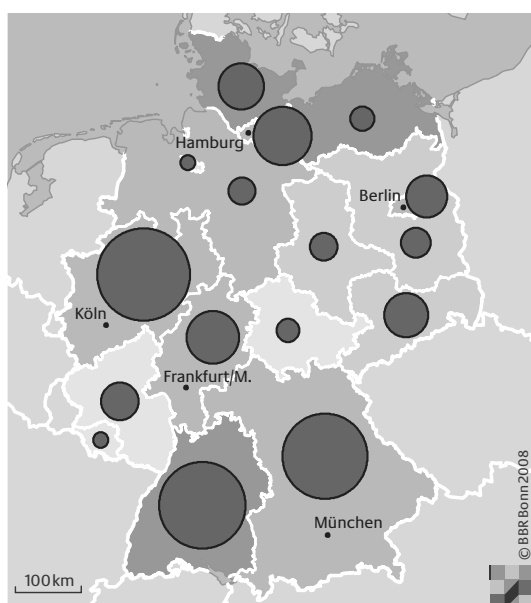 Hamburg
Berlin
Köln
Frankfurt/M.
München
100 km
© BBR Bonn 2008